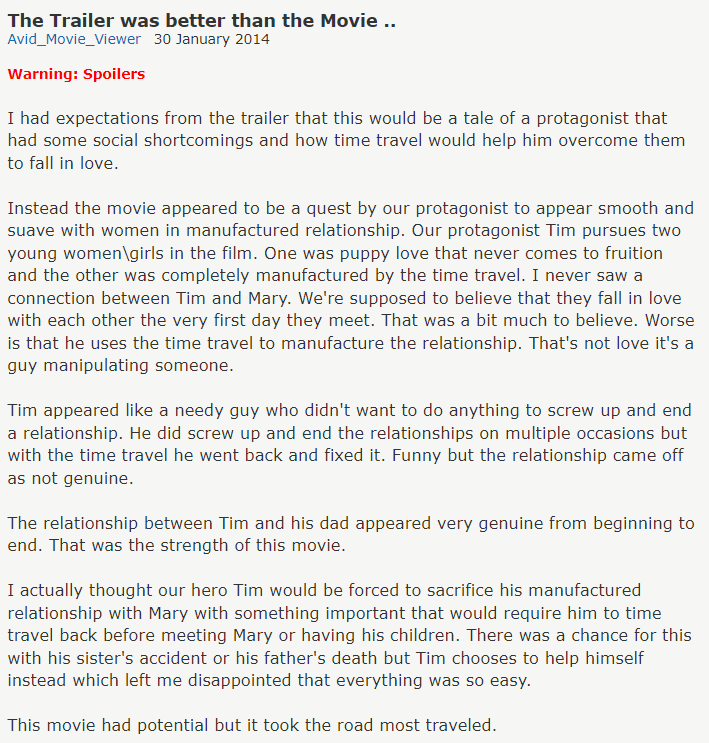 The Trailer was better than the Movie ..
Avid_Movie_Viewer 30 January 2014
Warning: Spoilers
I had expectations from the trailer that this would be a tale of a protagonist that
had some social shortcomings and how time travel would help him overcome them
to fall in love.
Instead the movie appeared to be a quest by our protagonist to appear smooth and
suave with women in manufactured relationship. Our protagonist Tim pursues two
young women\girls in the film. One was puppy love that never comes to fruition
and the other was completely manufactured by the time travel. I never saw a
connection between Tim and Mary. We're supposed to believe that they fall in love
with each other the very first day they meet. That was a bit much to believe. Worse
is that he uses the time travel to manufacture the relationship. That's not love it's a
guy manipulating someone.
Tim appeared like a needy guy who didn't want to do anything to screw up and end
a relationship. He did screw up and end the relationships on multiple occasions but
with the time travel he went back and fixed it. Funny but the relationship came off
as not genuine.
The relationship between Tim and his dad appeared very genuine from beginning to
end. That was the strength of this movie.
I actually thought our hero Tim would be forced to sacrifice his manufactured
relationship with Mary with something important that would require him to time
travel back before meeting Mary or having his children. There was a chance for this
with his sister's accident or his father's death but Tim chooses to help himself
instead which left me disappointed that everything was so easy.
This movie had potential but it took the road most traveled.